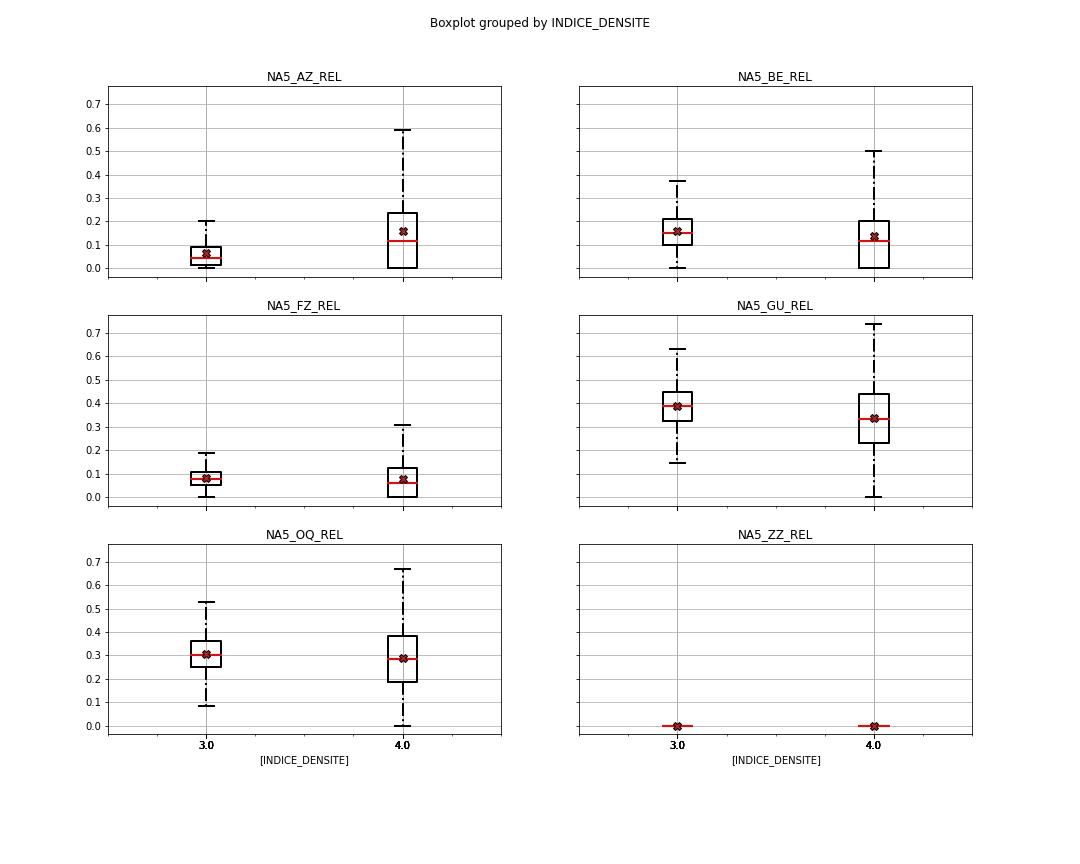 Boxplot grouped by INDICE_DENSITE
NA5_AZ_REL
0.7
0.6
0.5
0.4
0.3
0.2
0.1
0.0
NA5_BE_REL
NA5_FZ_REL
0.7
0.6
0.5
0.4
0.3
0.2
0.1
0.0
NA5_GU_REL
NA5_OQ_REL
0.7
0.6
0.5
0.4
0.3
0.2
0.1
0.0
3.0 4.0
[INDICE_DENSITE]
NA5_ZZ_REL
3.0 4.0
[INDICE_DENSITE]